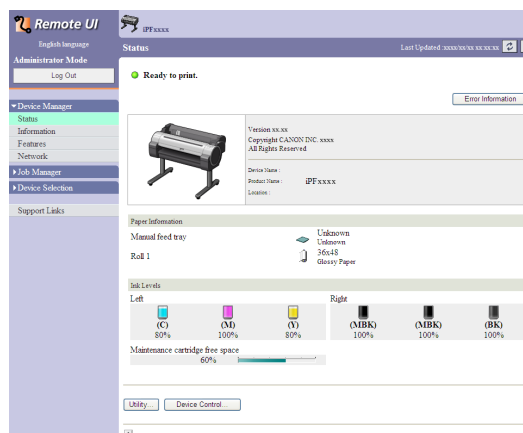 Remote UI
English language
Administrator Mode
Log Out
Device Manager
Status
Information
Features
Network
Job Manager
Device Selection
Support Links
iPFxxxx
Status
Last Updated :xxxx/xx/xx xx:xx:xx
Ready to print.
Error Information
Version xx.xx
Copyright CANON INC. xxxx
All Rights Reserved
Device Name :
Product Name : iPFxxxx
Location :
Paper Information
Manual feed tray Unknown
Unknown
Roll 1 36x48
Glossy Paper
Ink Levels
Left Right
(C) (M) (Y) (MBK) (MBK) (BK)
80% 100% 80% 100% 100% 100%
Maintenance cartridge free space
60%
Utility... Device Control...